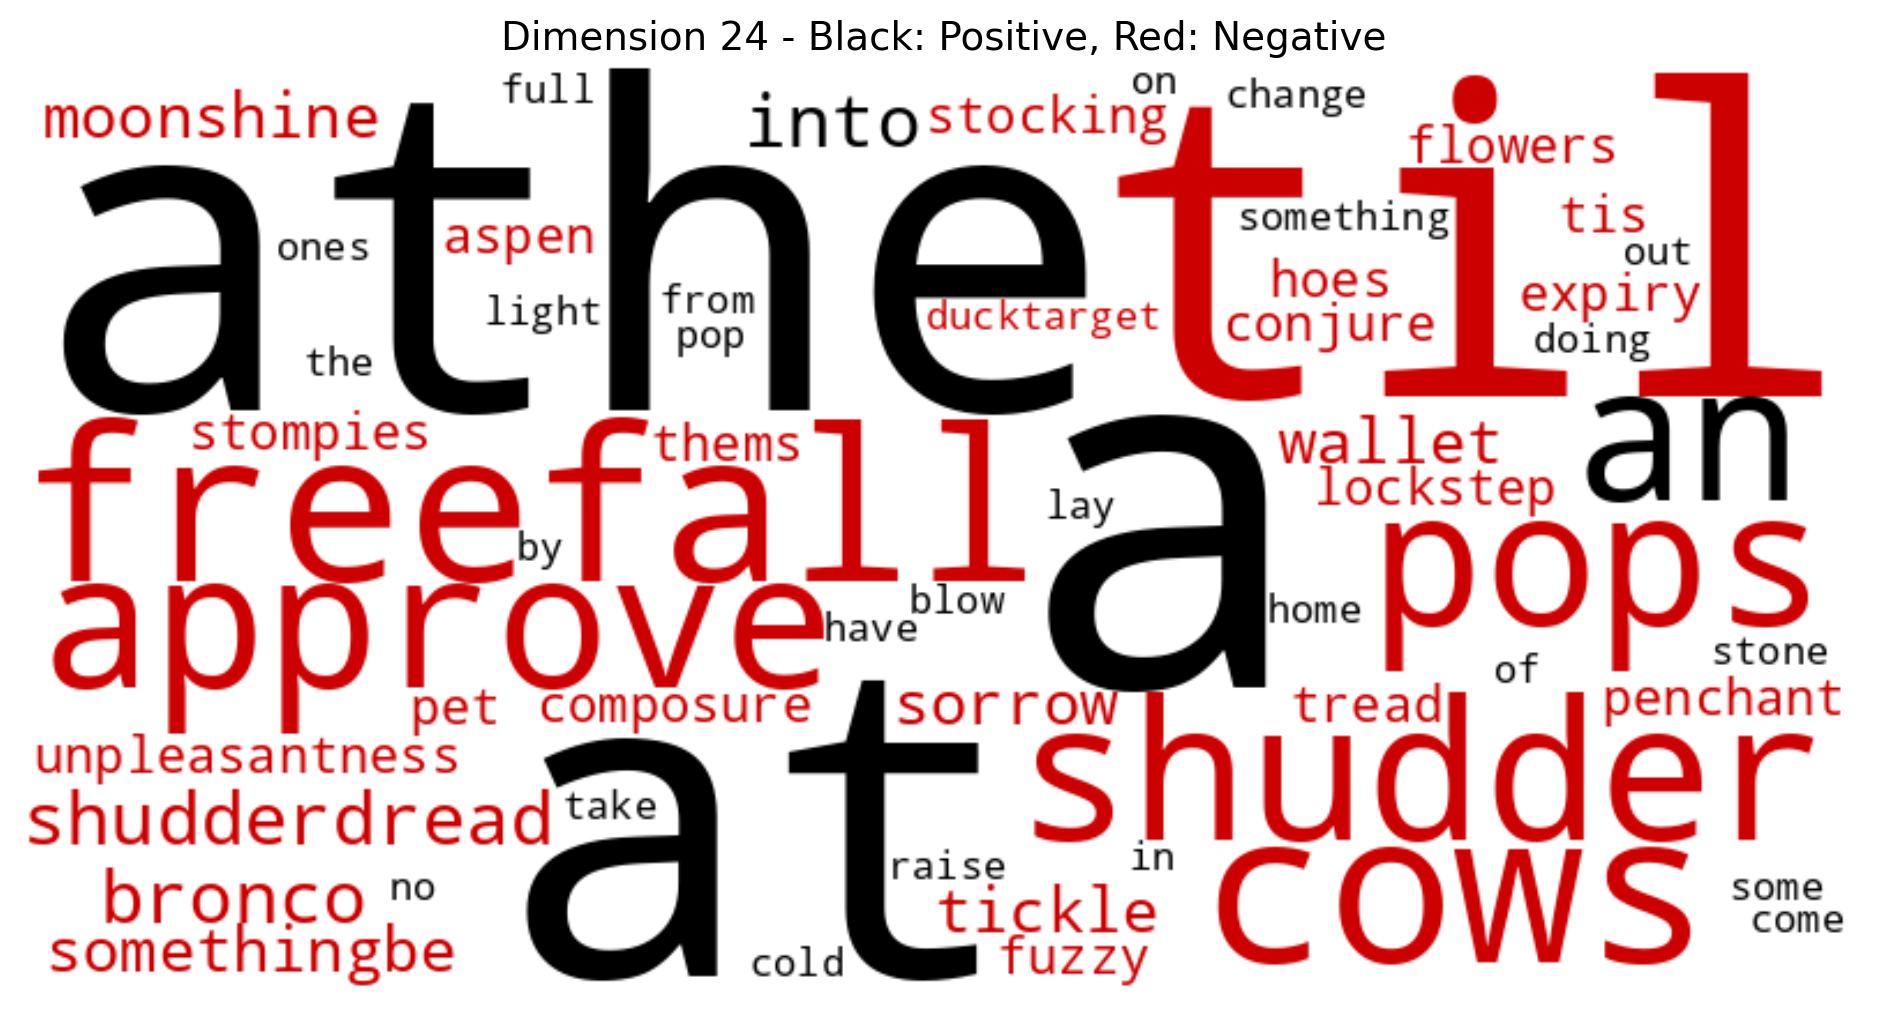 Dimension 24 - Black: Positive, Red: Negative
moonshine full into stocking on change
athe til flowers
ones aspen something tis out
light from pop ducktarget hoes expiry
the conjure doing
stompies thems wallet an
freefall lay a lockstep
by pops
approve have blow home stone
of
pet composure sorrow tread penchant
unpleasantness shudder
shudderdread take at
bronco no raise in some
tickle cows come
somethingbe cold fuzzy